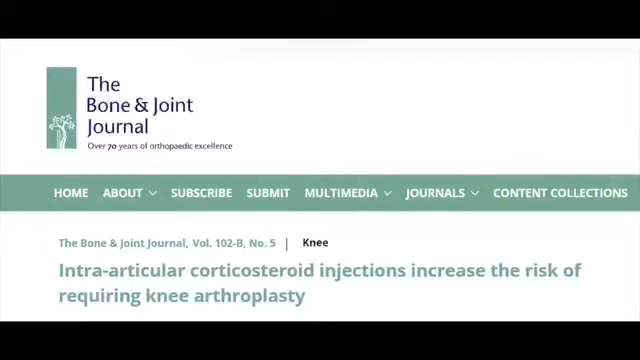 The
Bone & Joint
Journal
Over 70 years of orthopaedic excellence
HOME ABOUT SUBSCRIBE SUBMIT MULTIMEDIA JOURNALS CONTENT COLLECTIONS
The Bone & Joint Journal, Vol. 102-B, No. 5 | Knee
Intra-articular corticosteroid injections increase the risk of
requiring knee arthroplasty